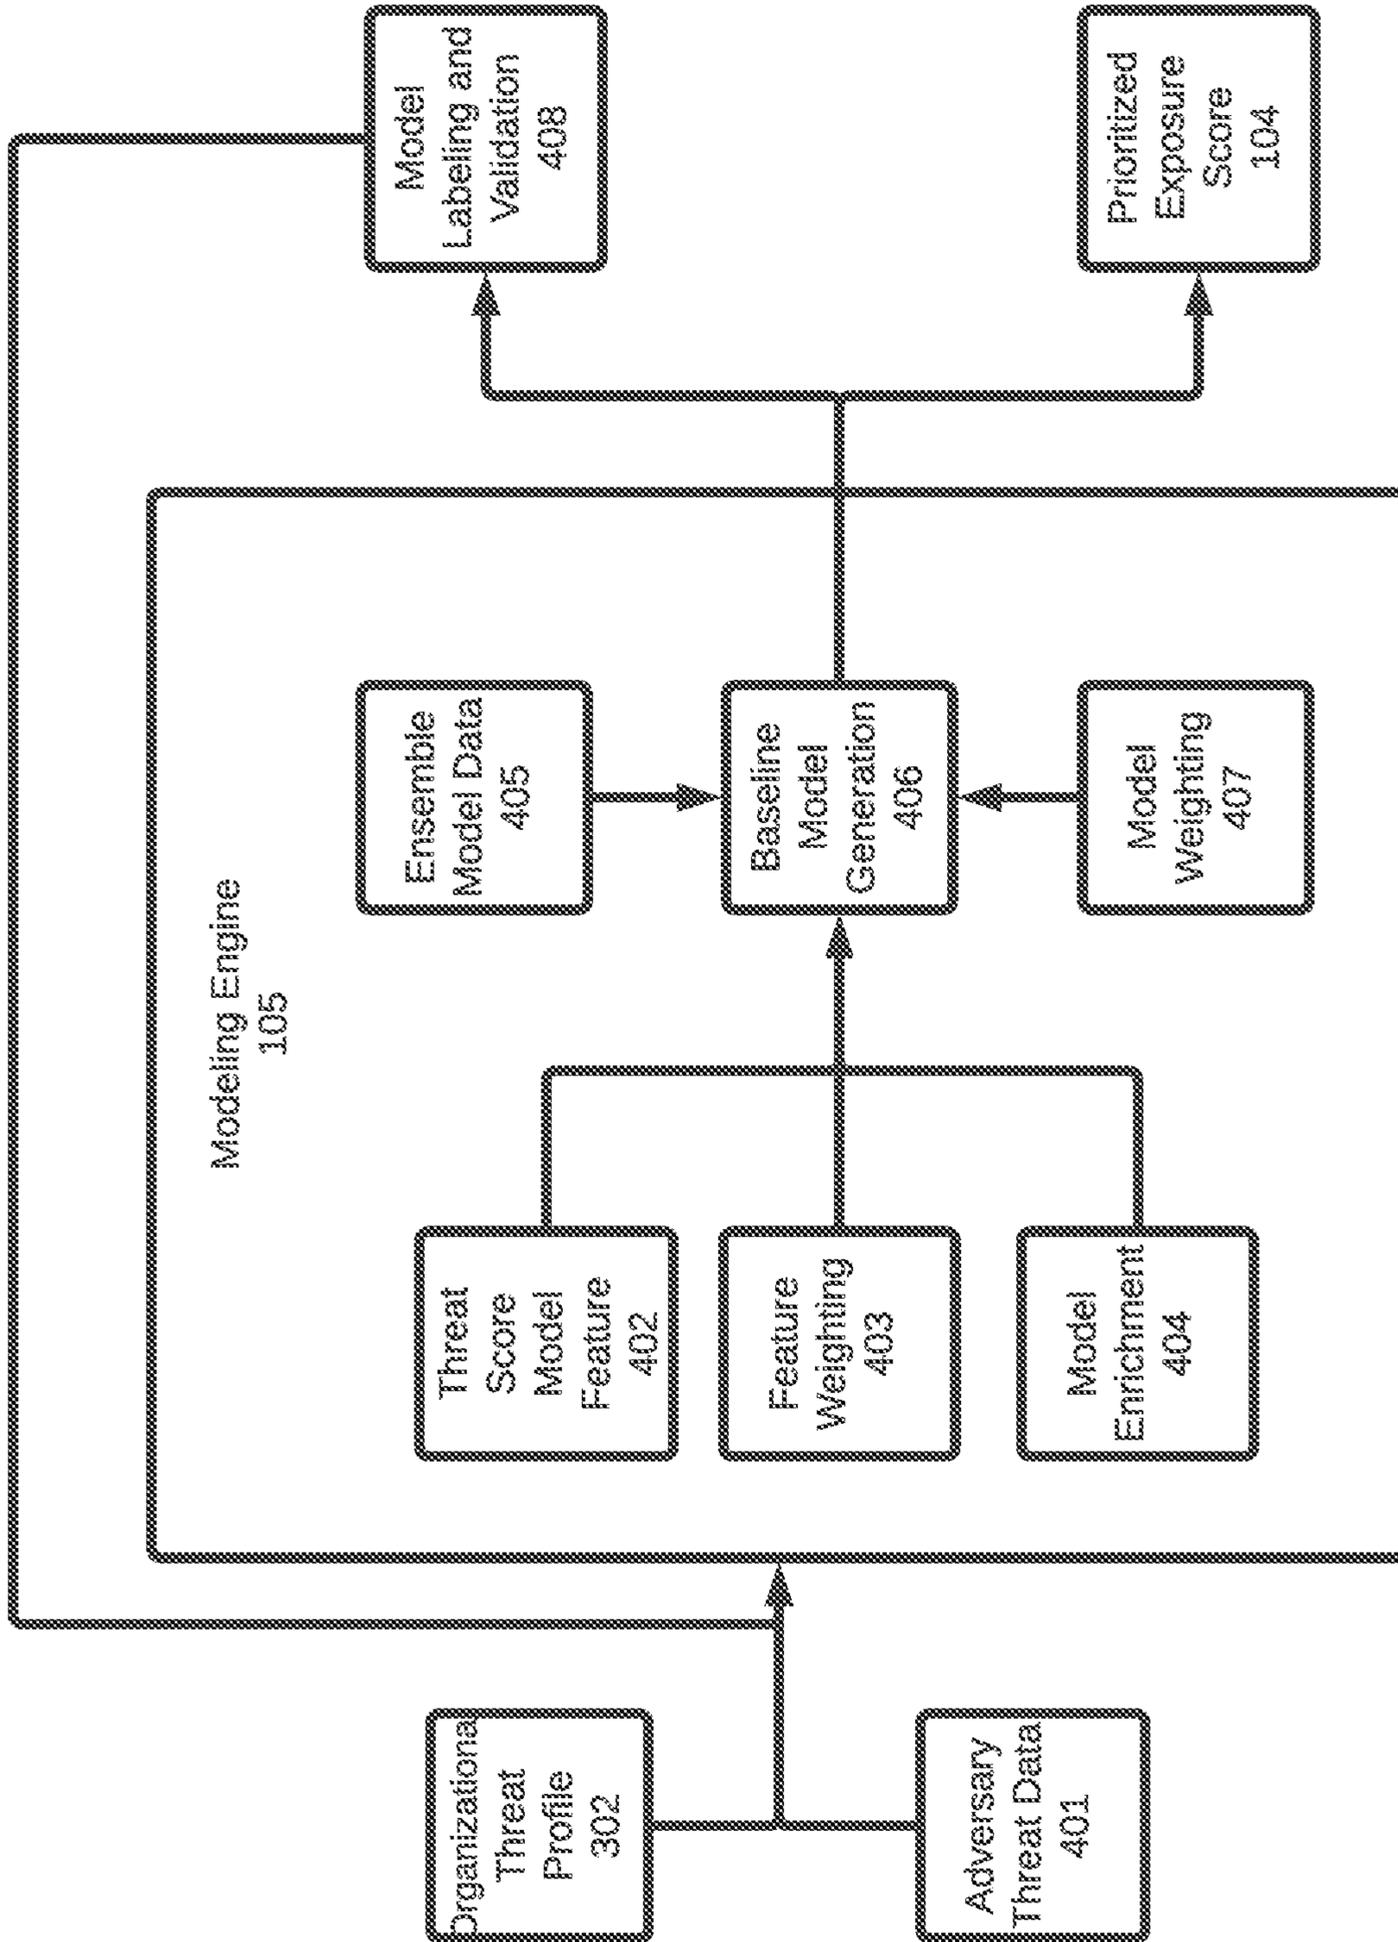 Organizational
Threat
Profile
302
Adversary
Threat Data
401
Modeling Engine
105
Threat
Score
Model
Feature
402
Feature
Weighting
403
Model
Enrichment
404
Ensemble
Model Data
405
Baseline
Model
Generation
406
Model
Weighting
407
Model
Labeling and
Validation
408
Prioritized
Exposure
Score
104